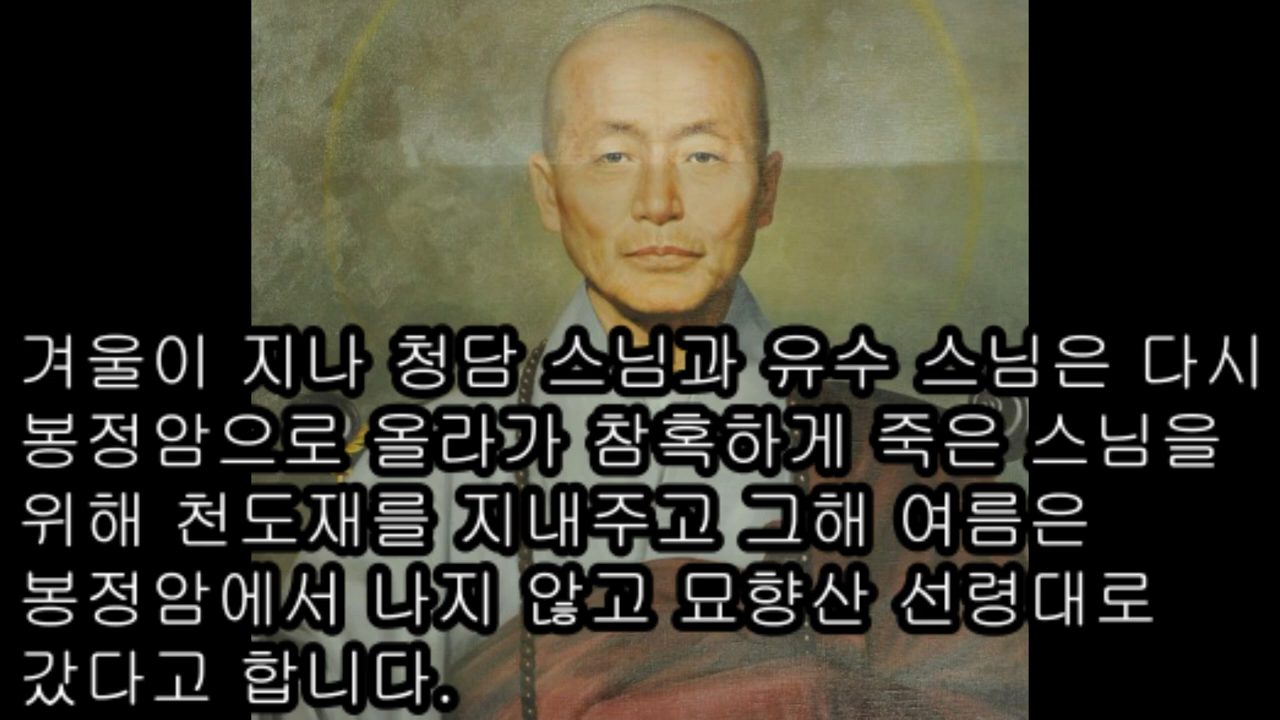 겨울이 지나 청담 스님과 유수 스님은 다시
봉정암으로 올라가 참혹하게 죽은 스님을
위해 천도재를 지내주고 그해 여름은
봉정암에서 나지 않고 묘향산 선령대로
갔다고 합니다.